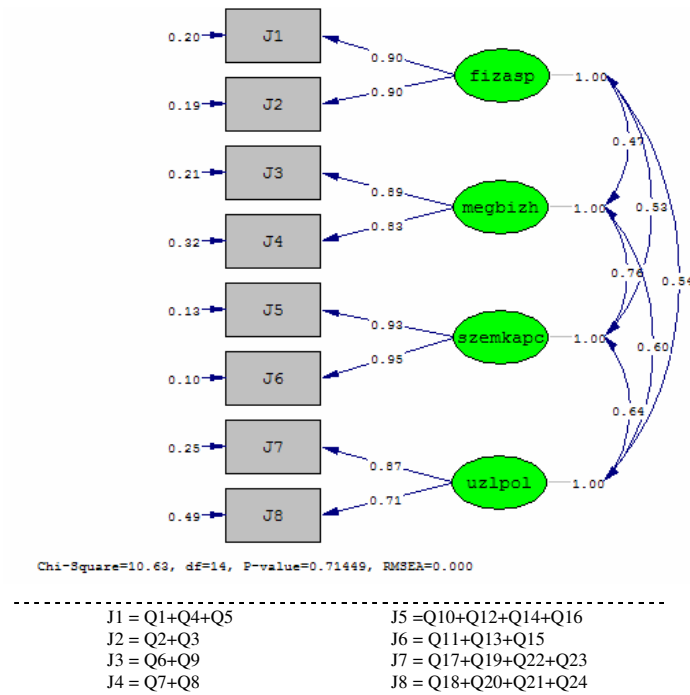 0.20 J1
0.90
fizasp 1.00
0.90
0.19 J2
0.47
0.21 J3
0.89
megbizh 1.00
0.53
0.83
0.32 J4
0.76
0.54
0.13 J5
0.93
szemkapc 1.00
0.60
0.95
0.10 J6
0.64
0.25 J7
0.87
uzlpol 1.00
0.71
0.49 J8
Chi-Square=10.63, df=14, P-value=0.71449, RMSEA=0.000
J1 = Q1+Q4+Q5 J5 =Q10+Q12+Q14+Q16
J2 = Q2+Q3 J6 = Q11+Q13+Q15
J3 = Q6+Q9 J7 = Q17+Q19+Q22+Q23
J4 = Q7+Q8 J8 = Q18+Q20+Q21+Q24